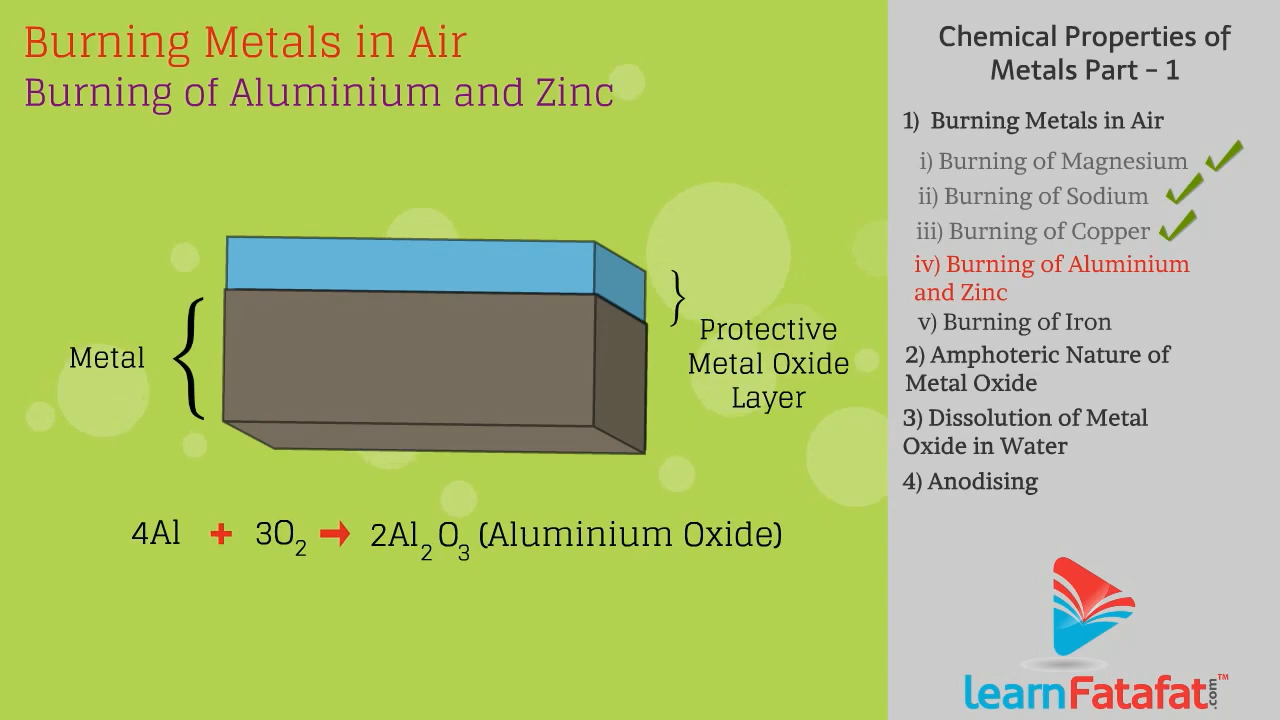 Burning Metals in Air
Burning of Aluminium and Zinc
Metal
Protective
Metal Oxide
Layer
4Al + 3O₂ → 2Al₂O₃ (Aluminium Oxide)
Chemical Properties of
Metals Part – 1
1) Burning Metals in Air
i) Burning of Magnesium
ii) Burning of Sodium
iii) Burning of Copper
iv) Burning of Aluminium
and Zinc
v) Burning of Iron
2) Amphoteric Nature of
Metal Oxide
3) Dissolution of Metal
Oxide in Water
4) Anodising
learnFatafat.com™